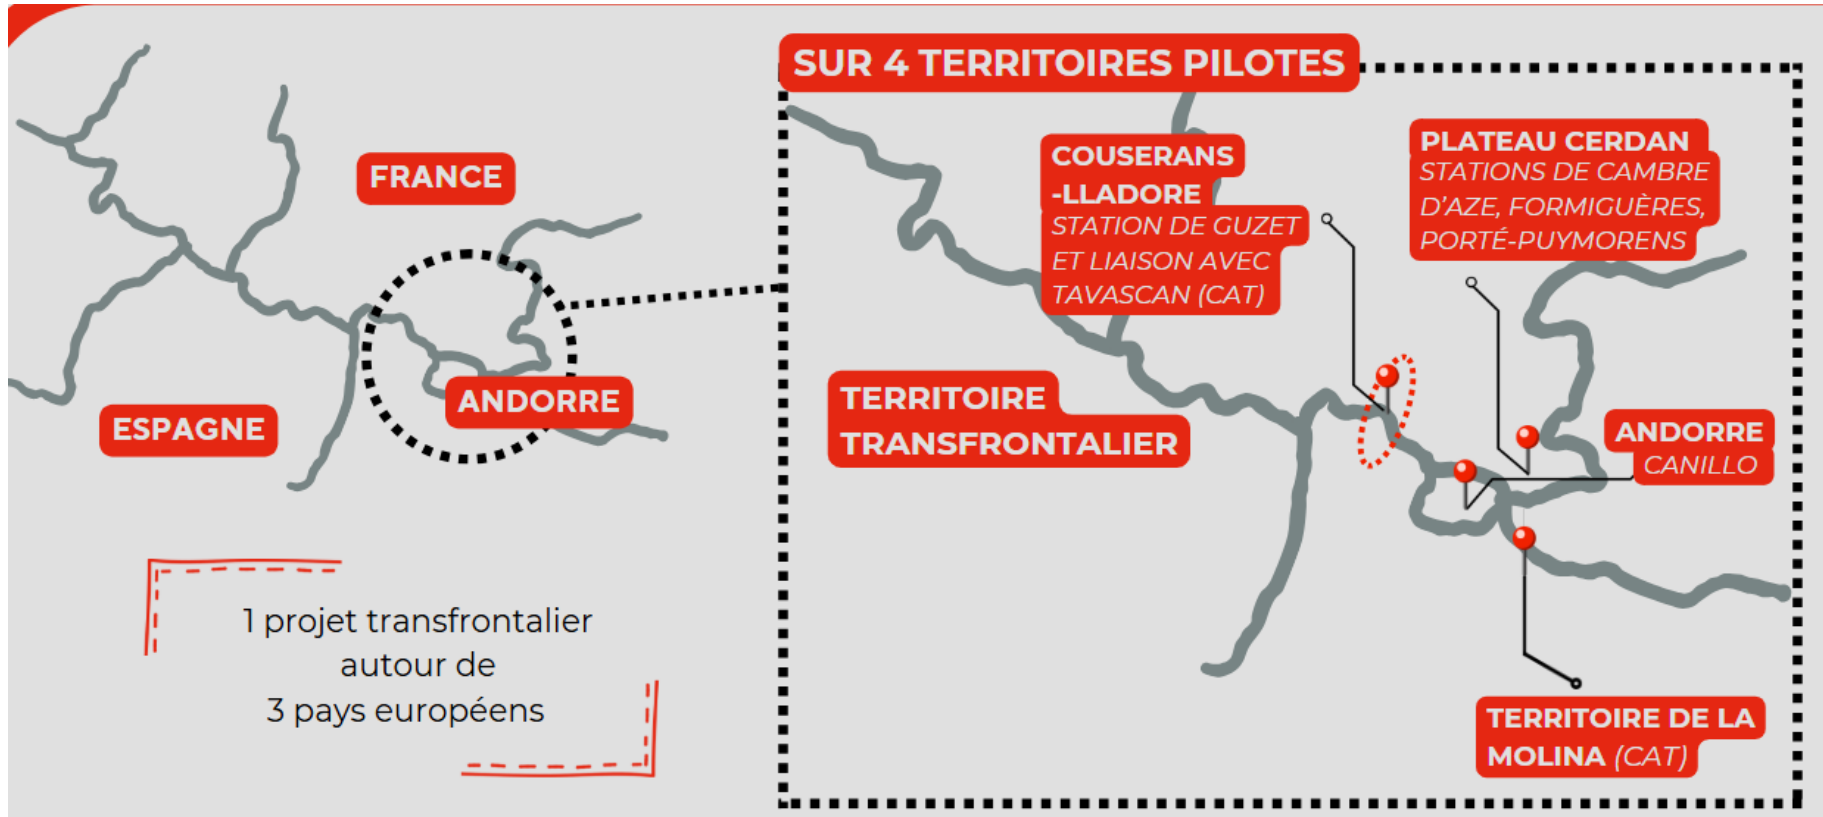 FRANCE
ANDORRE
ESPAGNE
1 projet transfrontalier
autour de
3 pays européens
SUR 4 TERRITOIRES PILOTES
COUSERANS
-LLADORE
STATION DE GUZET
ET LIAISON AVEC
TAVASCAN (CAT)
PLATEAU CERDAN
STATIONS DE CAMBRE
D'AZE, FORMIGUÈRES,
PORTÉ-PUYMORENS
TERRITOIRE
TRANSFRONTALIER
ANDORRE
CANILLO
TERRITOIRE DE LA
MOLINA (CAT)